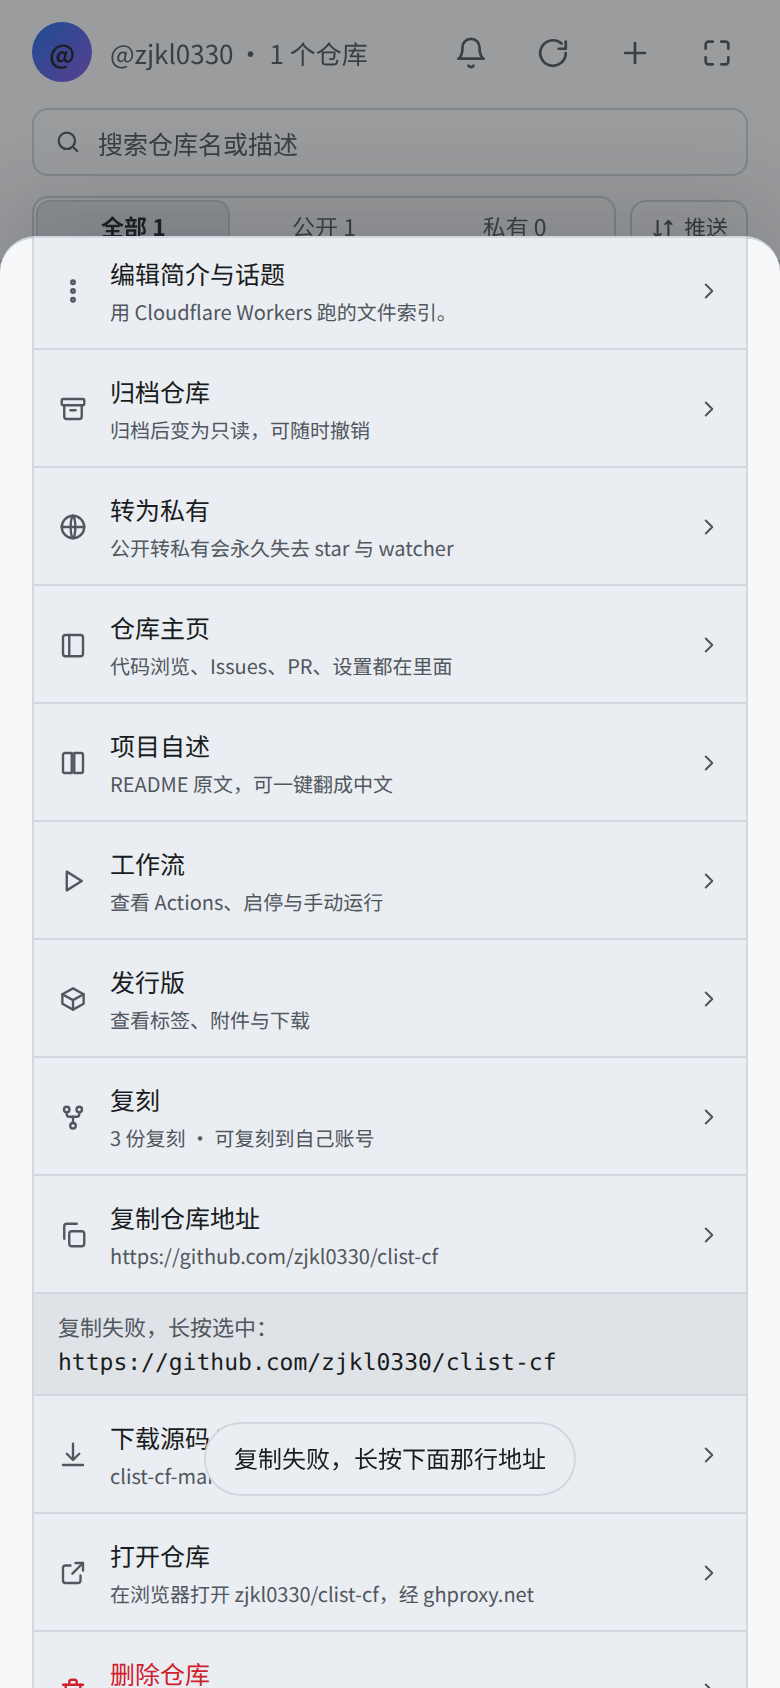 @ @zjkl0330 · 1 个仓库
搜索仓库名或描述
全部 1 公开 1 私有 0 推送
编辑简介与话题
用 Cloudflare Workers 跑的文件索引。
归档仓库
归档后变为只读，可随时撤销
转为私有
公开转私有会永久失去 star 与 watcher
仓库主页
代码浏览、Issues、PR、设置都在里面
项目自述
README 原文，可一键翻成中文
工作流
查看 Actions、启停与手动运行
发行版
查看标签、附件与下载
复刻
3 份复刻 · 可复刻到自己账号
复制仓库地址
https://github.com/zjkl0330/clist-cf
复制失败，长按选中：
https://github.com/zjkl0330/clist-cf
下载源码
复制失败，长按下面那行地址
打开仓库
在浏览器打开 zjkl0330/clist-cf，经 ghproxy.net
删除仓库